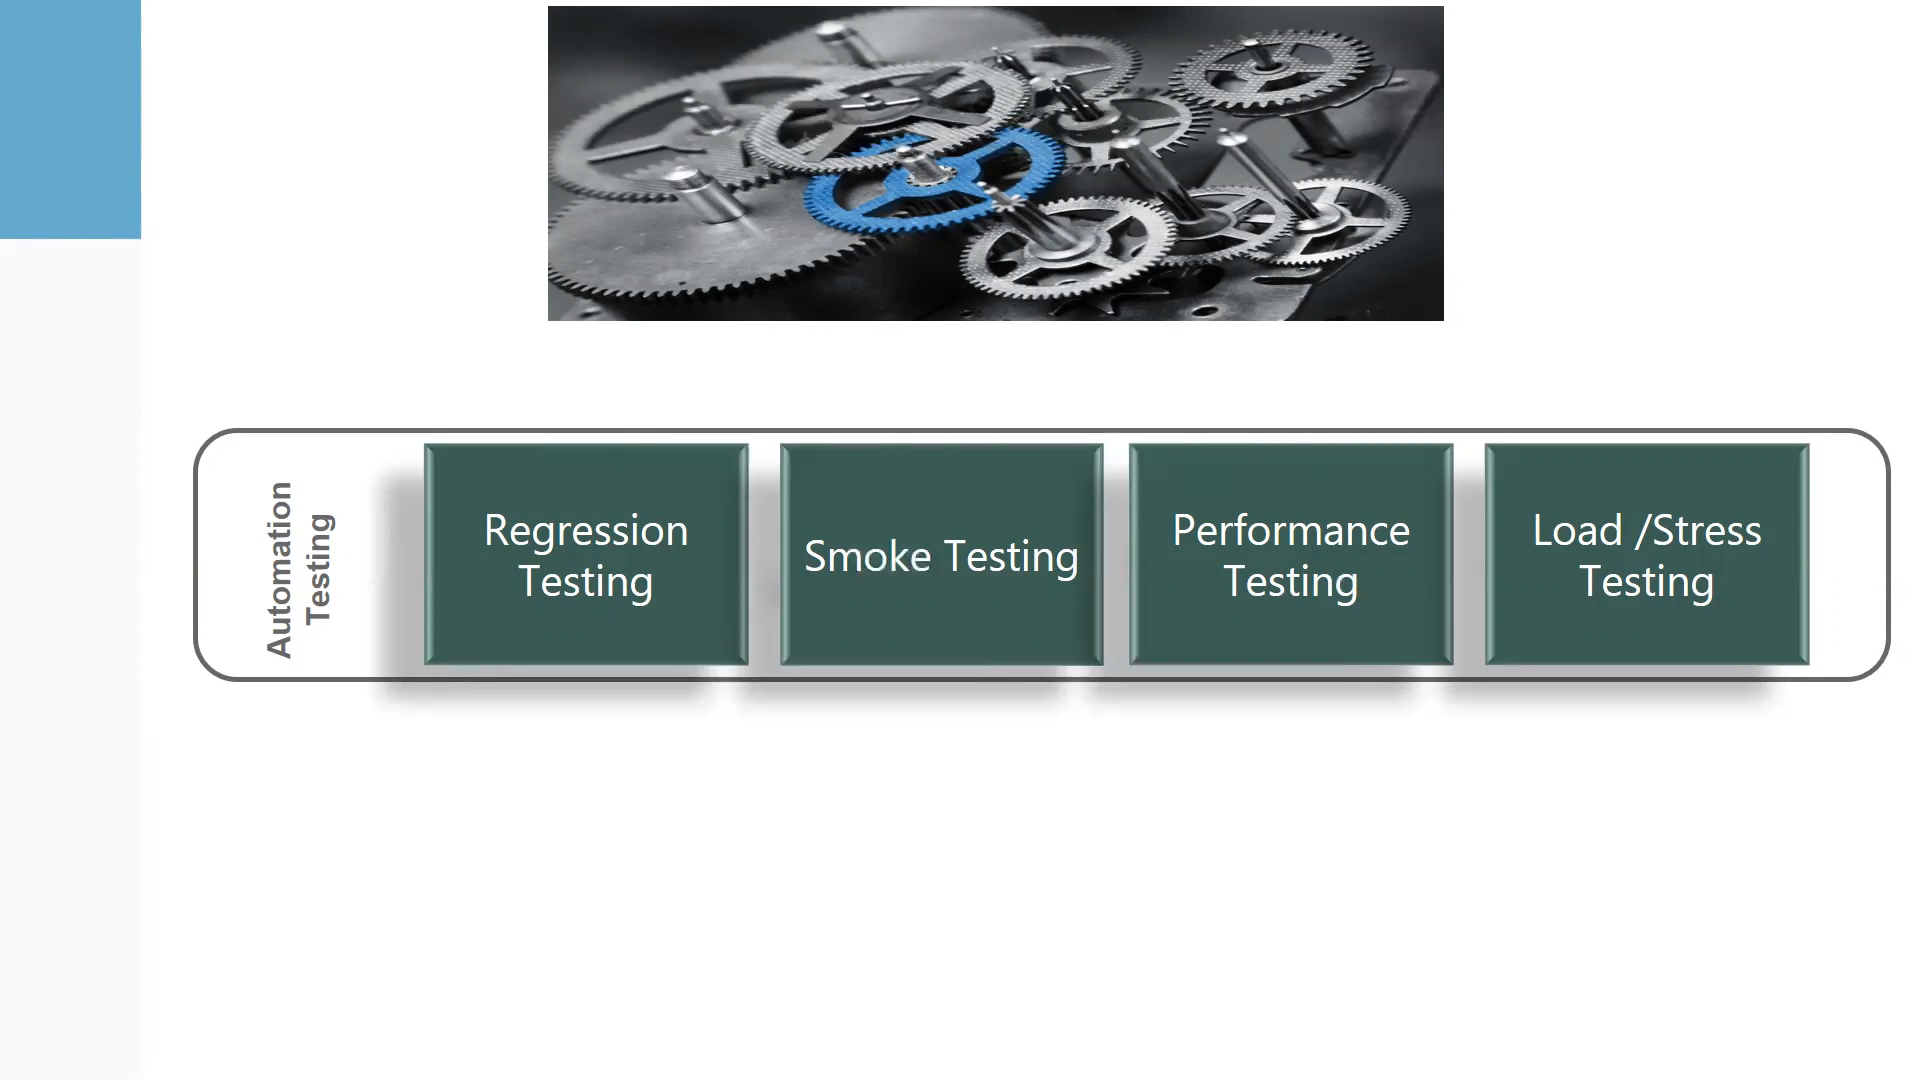 Automation
Testing
Regression
Testing
Smoke Testing
Performance
Testing
Load /Stress
Testing